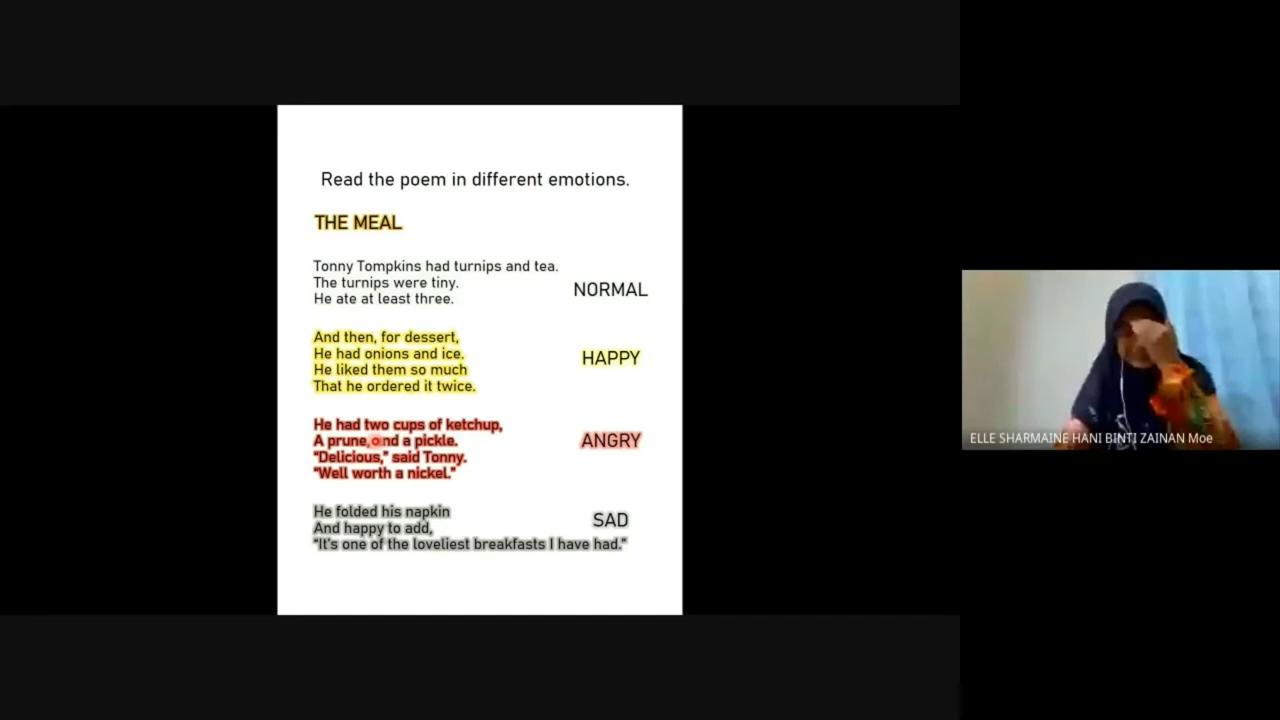 Read the poem in different emotions.
THE MEAL
Tonny Tompkins had turnips and tea.
The turnips were tiny.
He ate at least three.
NORMAL
And then, for dessert,
He had onions and ice.
He liked them so much
That he ordered it twice.
HAPPY
He had two cups of ketchup,
A prune, and a pickle.
“Delicious,” said Tonny.
“Well worth a nickel.”
ANGRY
He folded his napkin
And happy to add,
“It's one of the loveliest breakfasts I have had.”
SAD
ELLE SHARMAINE HANI BINTI ZAINAN Moe